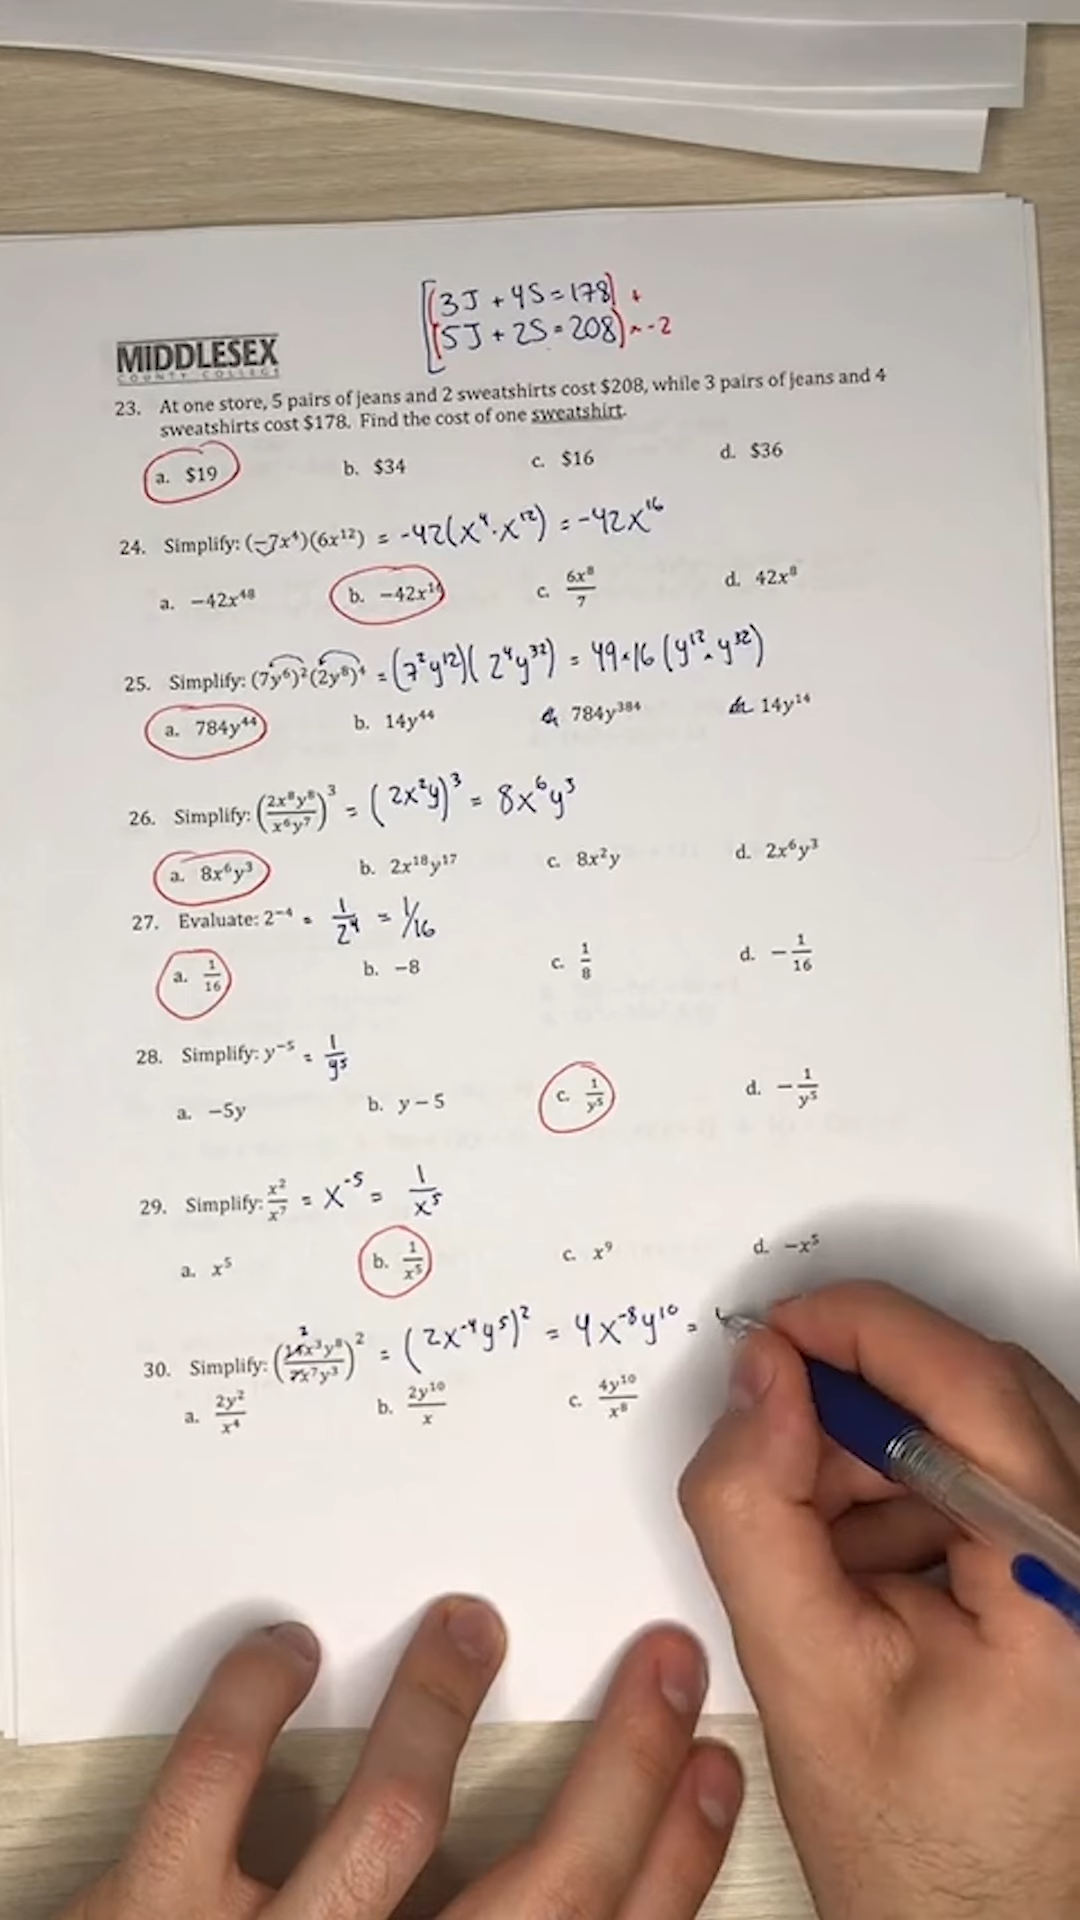 [(3J + 4S = 178) +
[(5J + 2S = 208) × -2
MIDDLESEX
COUNTY COLLEGE
23. At one store, 5 pairs of jeans and 2 sweatshirts cost $208, while 3 pairs of jeans and 4
sweatshirts cost $178. Find the cost of one sweatshirt.
a. $19 b. $34 c. $16 d. $36
24. Simplify: (−7x⁴)(6x¹²) = -42(x⁴·x¹²) = -42x¹⁶
a. −42x⁴⁸ b. −42x¹⁶ c. 6x⁸/7 d. 42x⁸
25. Simplify: (7y⁶)²(2y⁸)⁴ = (7²y¹²)(2⁴y³²) = 49·16(y¹²·y³²)
a. 784y⁴⁴ b. 14y⁴⁴ 784y³⁸⁴ 14y¹⁴
26. Simplify: (2x⁸y⁸/x⁶y⁷)³ = (2x²y)³ = 8x⁶y³
a. 8x⁶y³ b. 2x¹⁸y¹⁷ c. 8x²y d. 2x⁶y³
27. Evaluate: 2⁻⁴ = 1/2⁴ = 1/16
a. 1/16 b. −8 c. 1/8 d. −1/16
28. Simplify: y⁻⁵ = 1/y⁵
a. −5y b. y − 5 c. 1/y⁵ d. −1/y⁵
29. Simplify: x²/x⁷ = x⁻⁵ = 1/x⁵
a. x⁵ b. 1/x⁵ c. x⁹ d. −x⁵
30. Simplify: (14x³y⁸/7x⁷y³)² = (2x⁻⁴y⁵)² = 4x⁻⁸y¹⁰ =
a. 2y²/x⁴ b. 2y¹⁰/x c. 4y¹⁰/x⁸